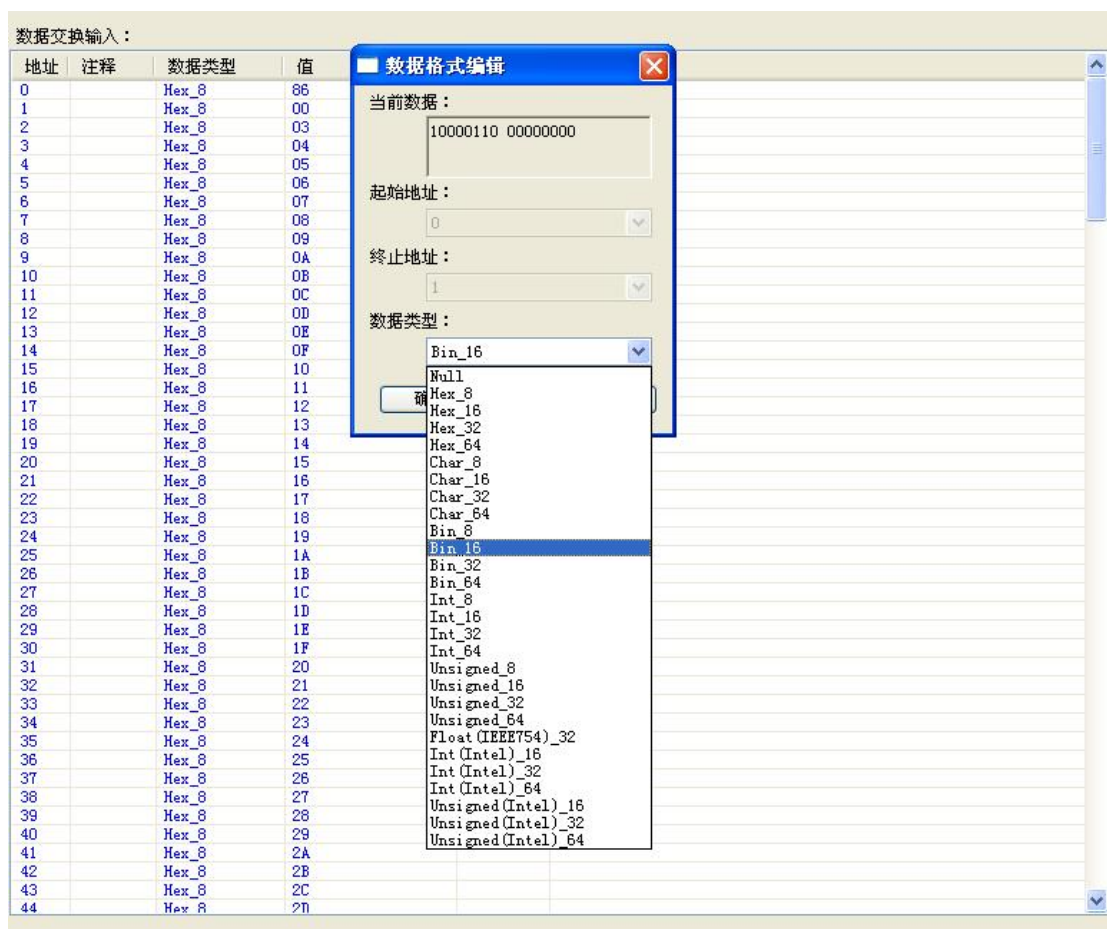 数据交换输入：
地址 注释 数据类型 值
0 Hex_8 86
1 Hex_8 00
2 Hex_8 03
3 Hex_8 04
4 Hex_8 05
5 Hex_8 06
6 Hex_8 07
7 Hex_8 08
8 Hex_8 09
9 Hex_8 0A
10 Hex_8 0B
11 Hex_8 0C
12 Hex_8 0D
13 Hex_8 0E
14 Hex_8 0F
15 Hex_8 10
16 Hex_8 11
17 Hex_8 12
18 Hex_8 13
19 Hex_8 14
20 Hex_8 15
21 Hex_8 16
22 Hex_8 17
23 Hex_8 18
24 Hex_8 19
25 Hex_8 1A
26 Hex_8 1B
27 Hex_8 1C
28 Hex_8 1D
29 Hex_8 1E
30 Hex_8 1F
31 Hex_8 20
32 Hex_8 21
33 Hex_8 22
34 Hex_8 23
35 Hex_8 24
36 Hex_8 25
37 Hex_8 26
38 Hex_8 27
39 Hex_8 28
40 Hex_8 29
41 Hex_8 2A
42 Hex_8 2B
43 Hex_8 2C
44 Hex_8 2D
数据格式编辑
当前数据：
10000110 00000000
起始地址：
0
终止地址：
1
数据类型：
Bin_16
确
Null
Hex_8
Hex_16
Hex_32
Hex_64
Char_8
Char_16
Char_32
Char_64
Bin_8
Bin_16
Bin_32
Bin_64
Int_8
Int_16
Int_32
Int_64
Unsigned_8
Unsigned_16
Unsigned_32
Unsigned_64
Float(IEEE754)_32
Int(Intel)_16
Int(Intel)_32
Int(Intel)_64
Unsigned(Intel)_16
Unsigned(Intel)_32
Unsigned(Intel)_64